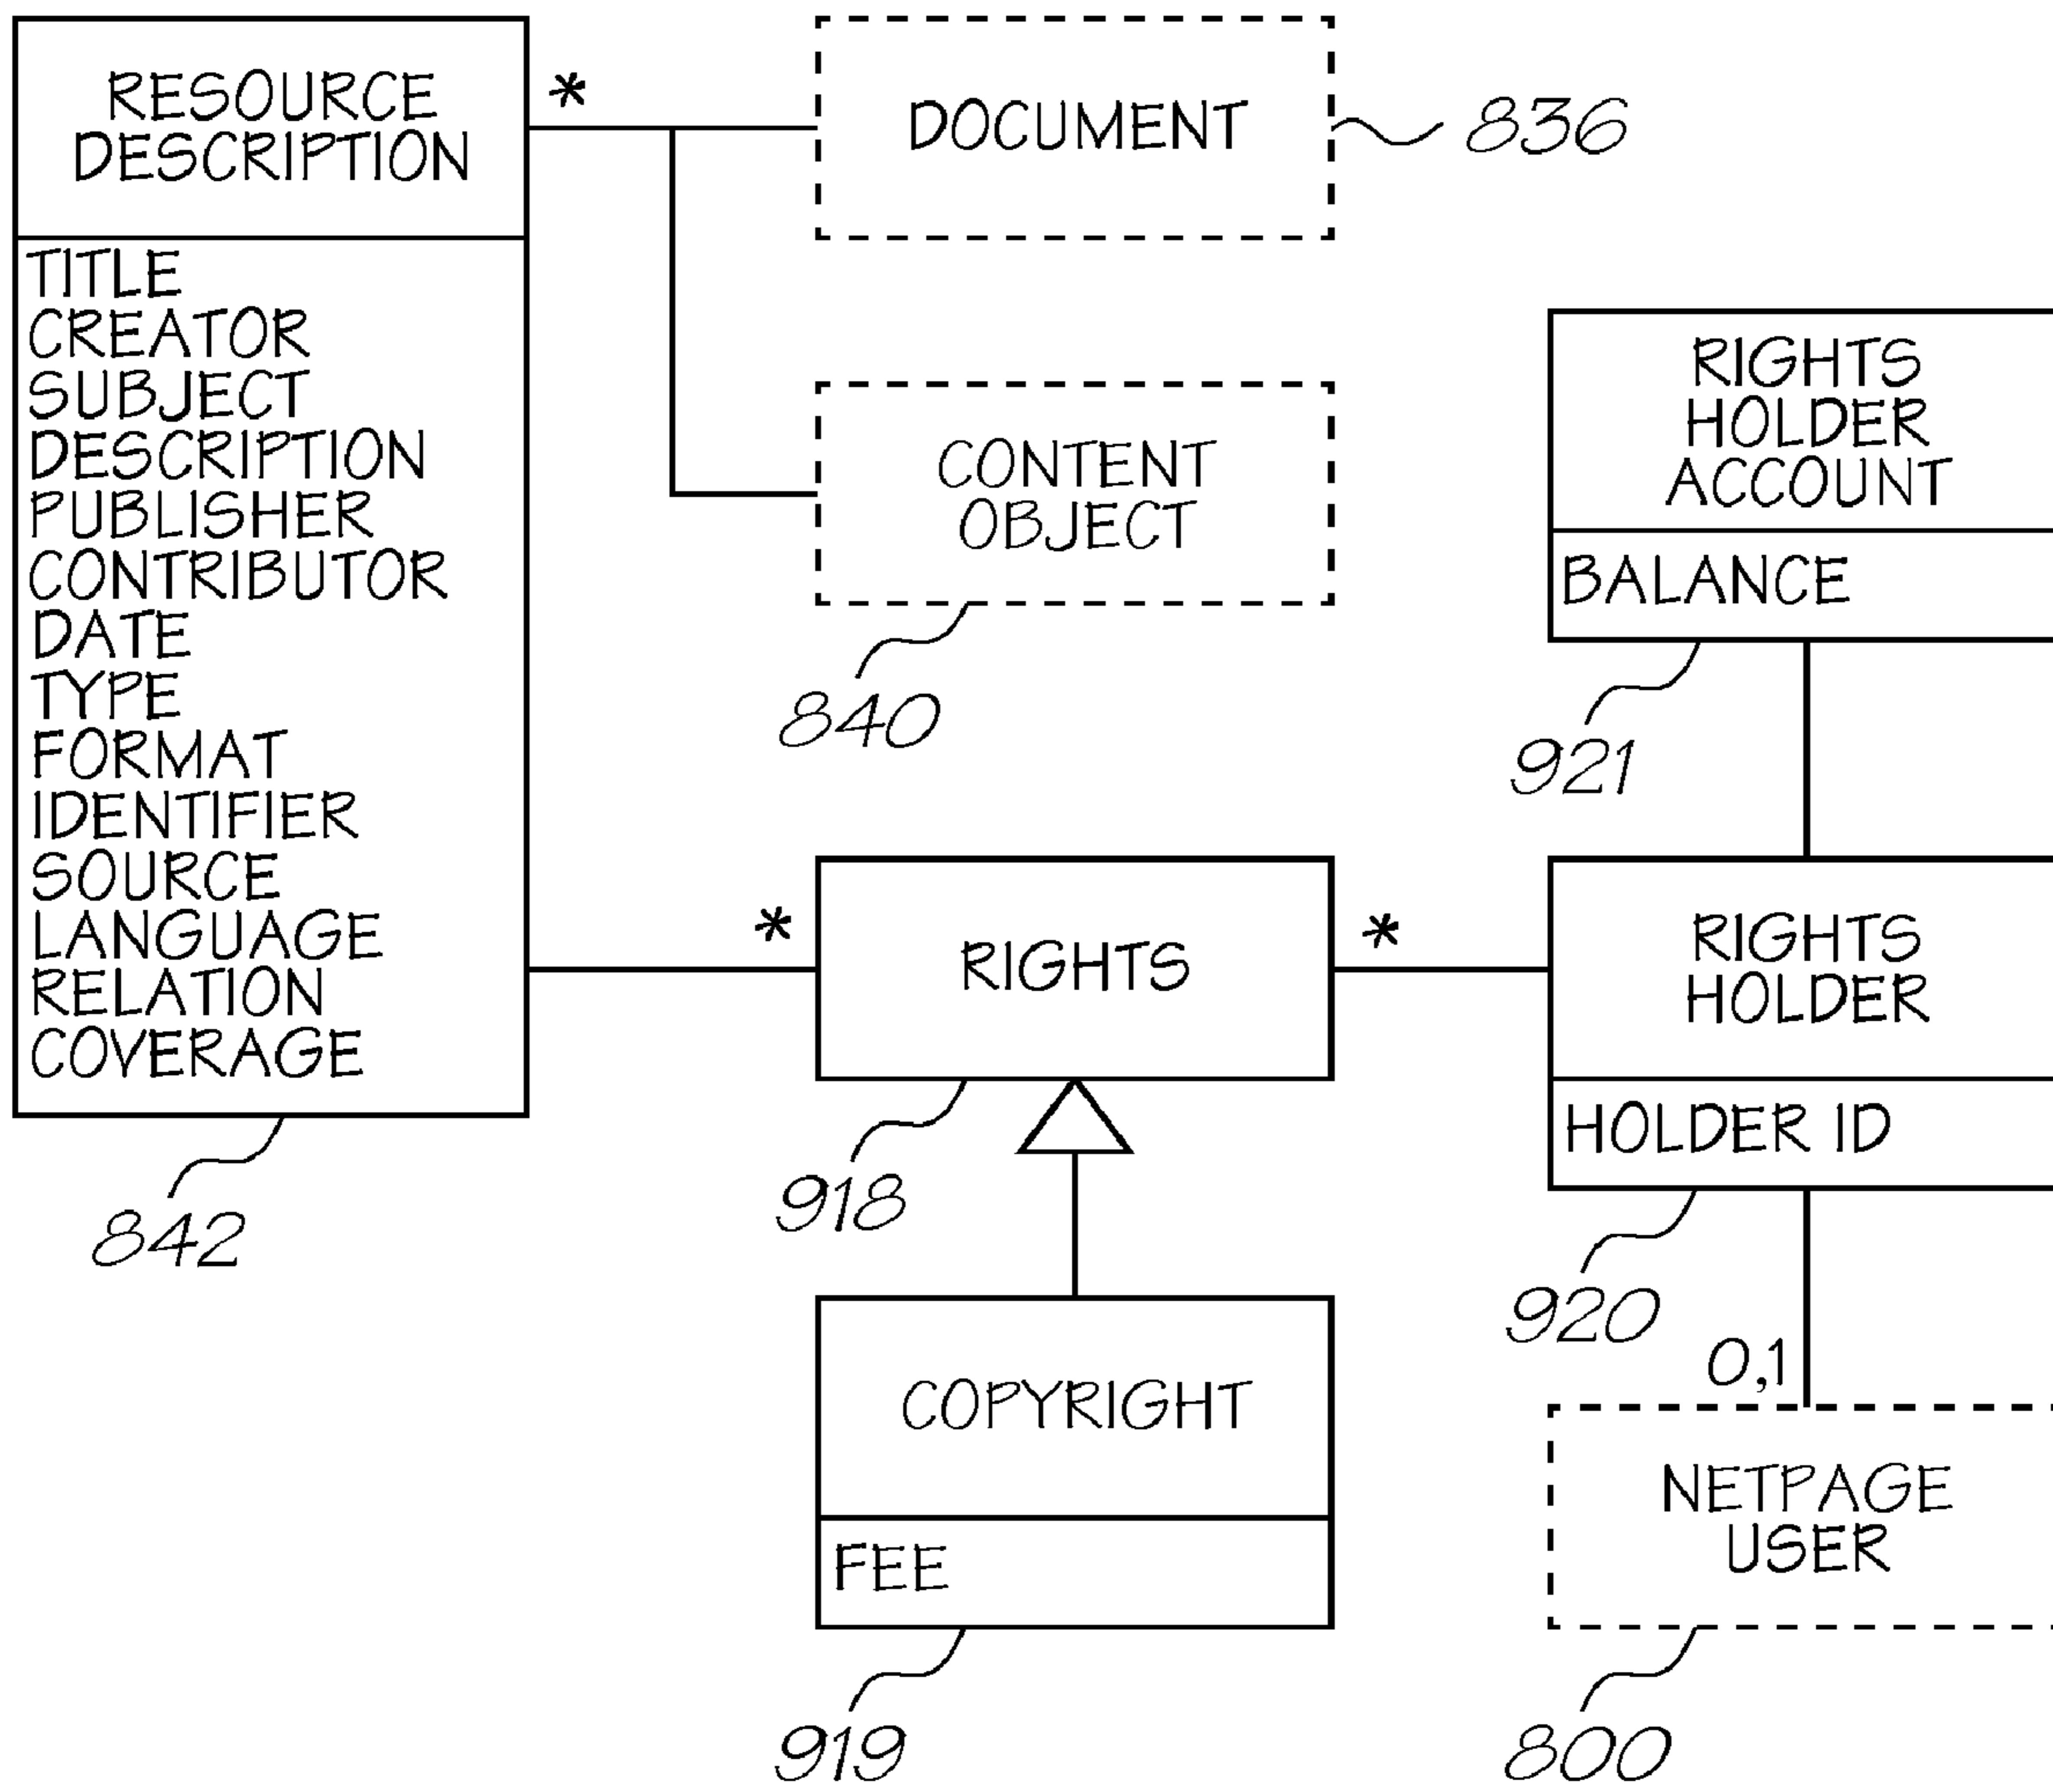 RESOURCE
DESCRIPTION
TITLE
CREATOR
SUBJECT
DESCRIPTION
PUBLISHER
CONTRIBUTOR
DATE
TYPE
FORMAT
IDENTIFIER
SOURCE
LANGUAGE
RELATION
COVERAGE
842
*
DOCUMENT
836
CONTENT
OBJECT
840
RIGHTS
HOLDER
ACCOUNT
BALANCE
921
*
RIGHTS
*
918
RIGHTS
HOLDER
HOLDER ID
920
0,1
COPYRIGHT
FEE
919
NETPAGE
USER
800